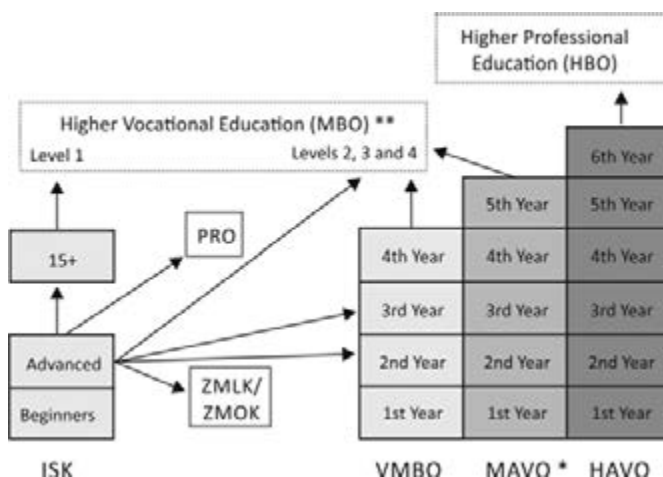 Higher Professional
Education (HBO)
Higher Vocational Education (MBO) **
Level 1
Levels 2, 3 and 4
6th Year
5th Year
5th Year
PRO
15+
4th Year
4th Year
4th Year
3rd Year
3rd Year
3rd Year
Advanced
2nd Year
2nd Year
2nd Year
ZMLK/
ZMOK
Beginners
1st Year
1st Year
1st Year
ISK
VMBO
MAVO *
HAVO